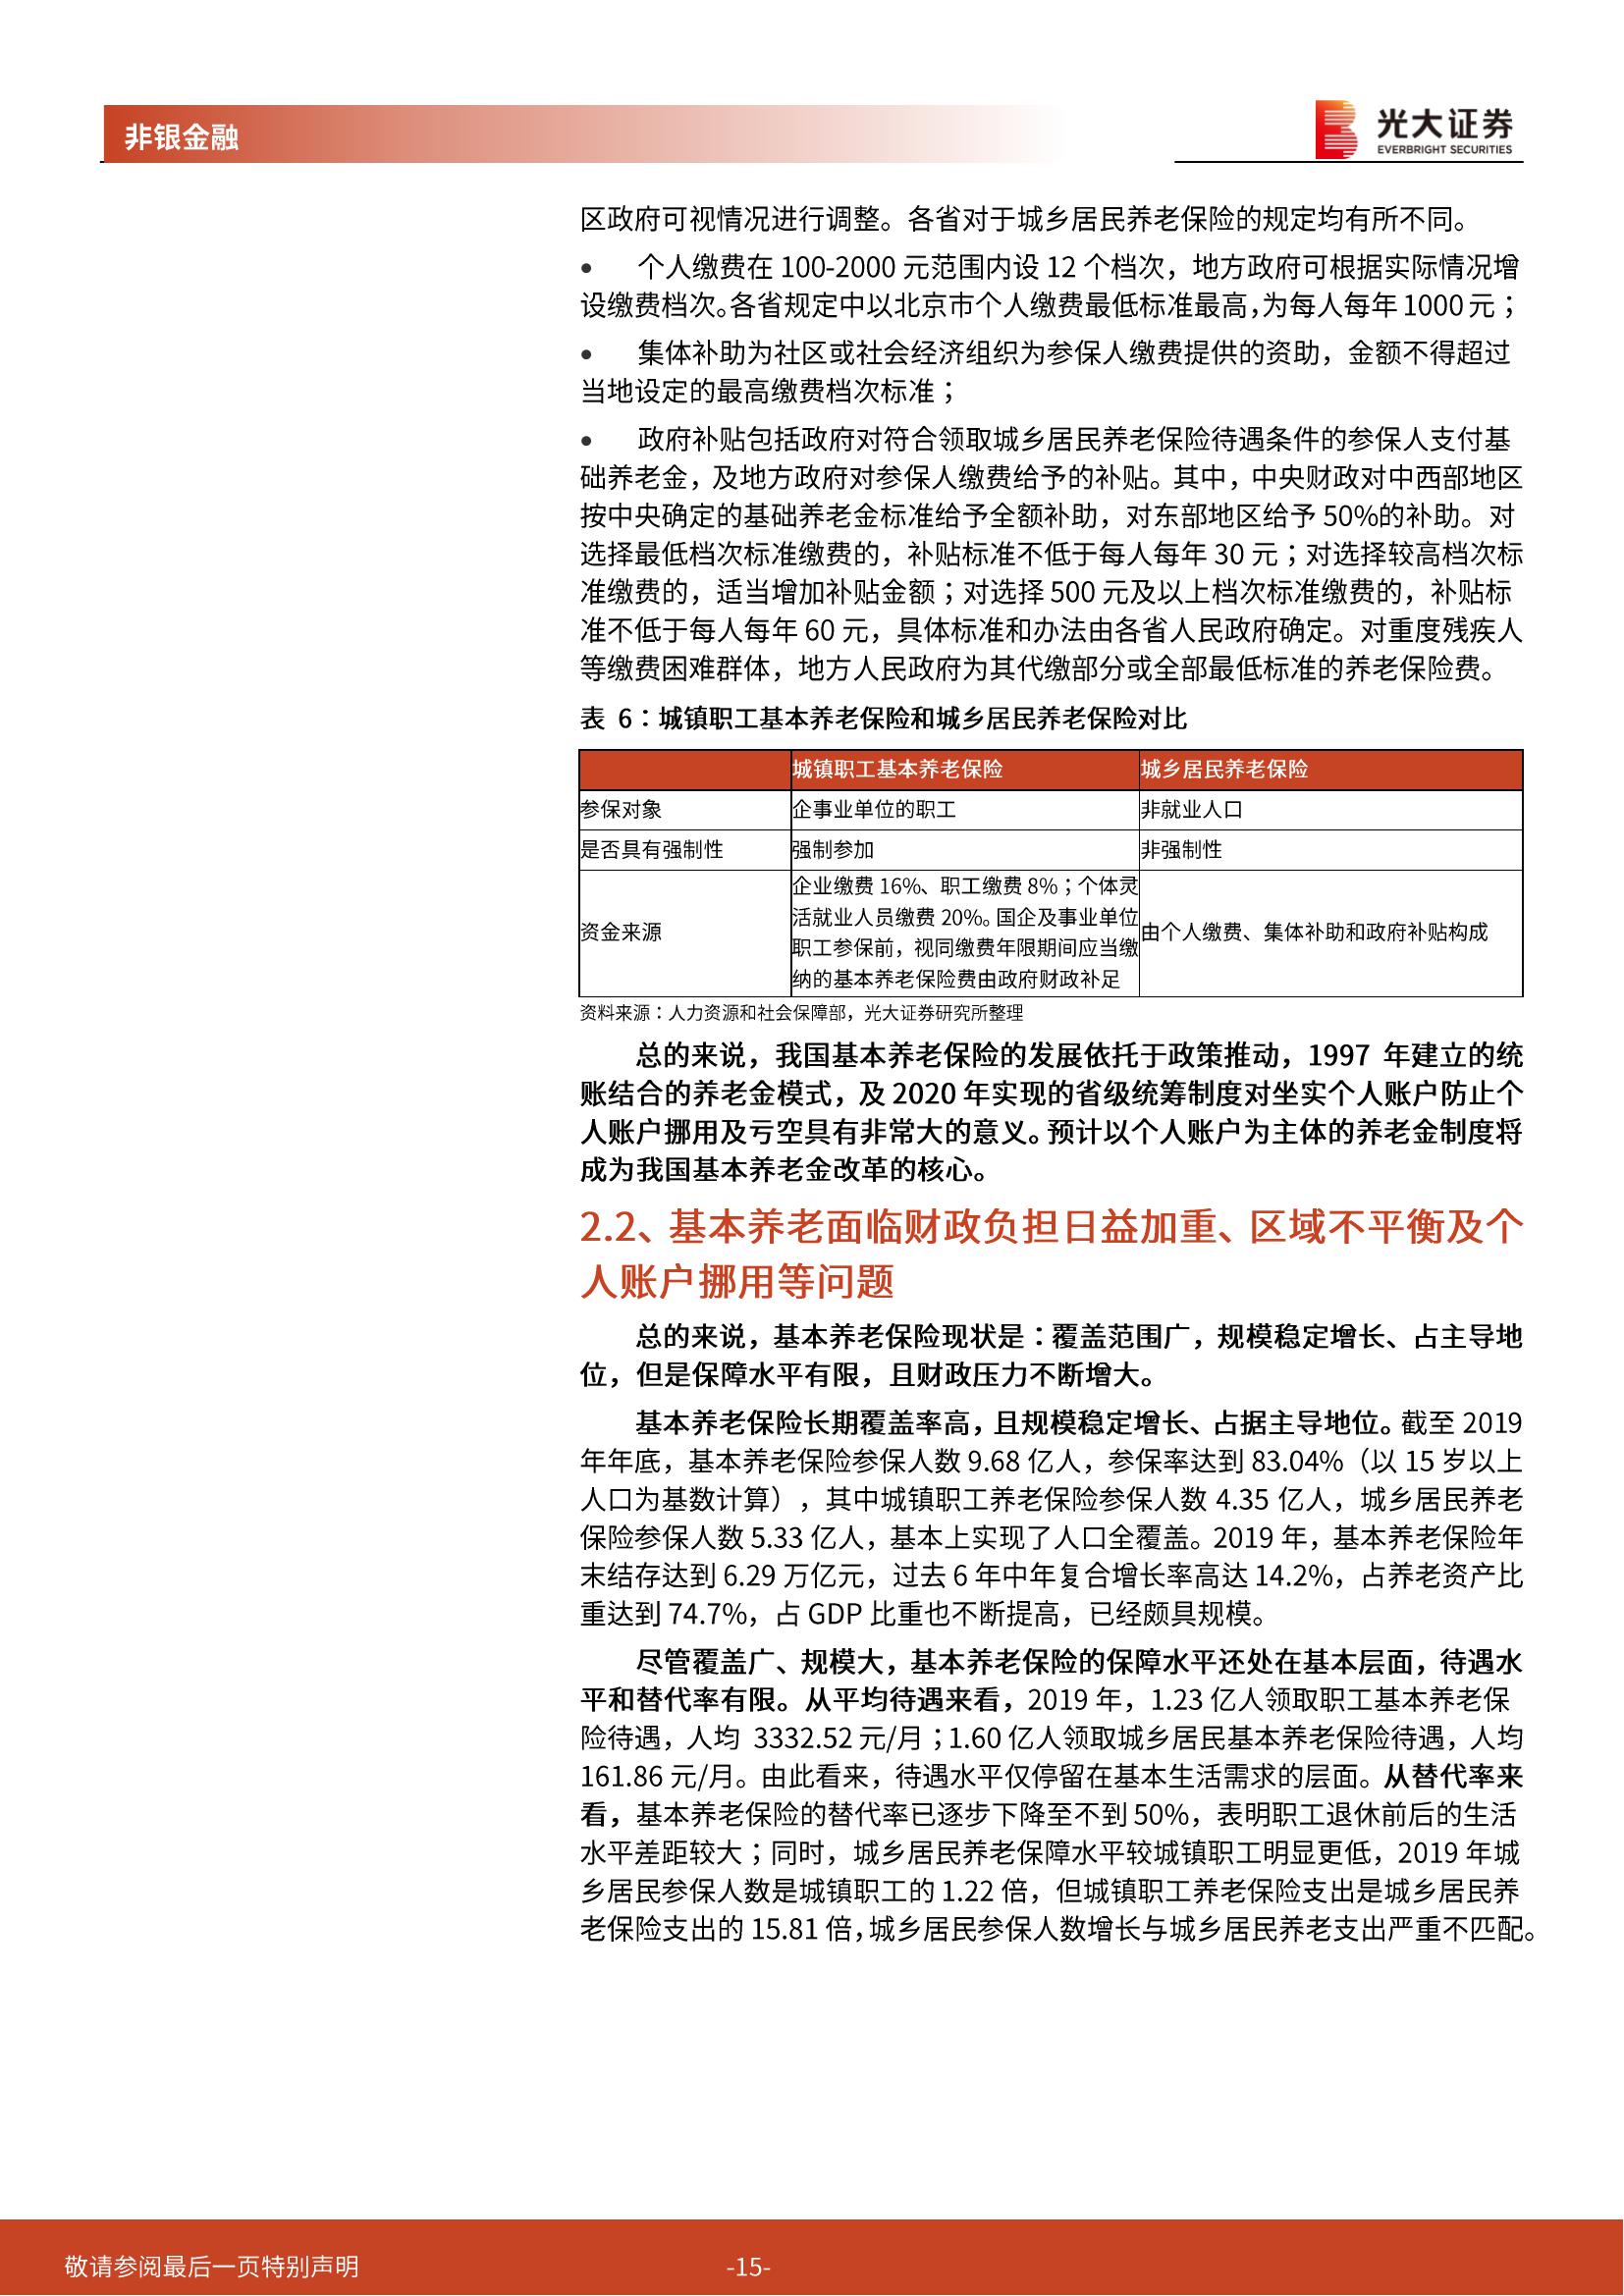 非银金融
光大证券
EVERBRIGHT SECURITIES
区政府可视情况进行调整。各省对于城乡居民养老保险的规定均有所不同。
● 个人缴费在 100-2000 元范围内设 12 个档次，地方政府可根据实际情况增
设缴费档次。各省规定中以北京市个人缴费最低标准最高，为每人每年 1000 元；
● 集体补助为社区或社会经济组织为参保人缴费提供的资助，金额不得超过
当地设定的最高缴费档次标准；
● 政府补贴包括政府对符合领取城乡居民养老保险待遇条件的参保人支付基
础养老金，及地方政府对参保人缴费给予的补贴。其中，中央财政对中西部地区
按中央确定的基础养老金标准给予全额补助，对东部地区给予 50%的补助。对
选择最低档次标准缴费的，补贴标准不低于每人每年 30 元；对选择较高档次标
准缴费的，适当增加补贴金额；对选择 500 元及以上档次标准缴费的，补贴标
准不低于每人每年 60 元，具体标准和办法由各省人民政府确定。对重度残疾人
等缴费困难群体，地方人民政府为其代缴部分或全部最低标准的养老保险费。
表 6：城镇职工基本养老保险和城乡居民养老保险对比
城镇职工基本养老保险 城乡居民养老保险
参保对象 企事业单位的职工 非就业人口
是否具有强制性 强制参加 非强制性
资金来源
企业缴费 16%、职工缴费 8%；个体灵
活就业人员缴费 20%。国企及事业单位
职工参保前，视同缴费年限期间应当缴
纳的基本养老保险费由政府财政补足
由个人缴费、集体补助和政府补贴构成
资料来源：人力资源和社会保障部，光大证券研究所整理
总的来说，我国基本养老保险的发展依托于政策推动，1997 年建立的统
账结合的养老金模式，及 2020 年实现的省级统筹制度对坐实个人账户防止个
人账户挪用及亏空具有非常大的意义。预计以个人账户为主体的养老金制度将
成为我国基本养老金改革的核心。
2.2、基本养老面临财政负担日益加重、区域不平衡及个
人账户挪用等问题
总的来说，基本养老保险现状是：覆盖范围广，规模稳定增长、占主导地
位，但是保障水平有限，且财政压力不断增大。
基本养老保险长期覆盖率高，且规模稳定增长、占据主导地位。截至 2019
年年底，基本养老保险参保人数 9.68 亿人，参保率达到 83.04%（以 15 岁以上
人口为基数计算），其中城镇职工养老保险参保人数 4.35 亿人，城乡居民养老
保险参保人数 5.33 亿人，基本上实现了人口全覆盖。2019 年，基本养老保险年
末结存达到 6.29 万亿元，过去 6 年中年复合增长率高达 14.2%，占养老资产比
重达到 74.7%，占 GDP 比重也不断提高，已经颇具规模。
尽管覆盖广、规模大，基本养老保险的保障水平还处在基本层面，待遇水
平和替代率有限。从平均待遇来看，2019 年，1.23 亿人领取职工基本养老保
险待遇，人均 3332.52 元/月；1.60 亿人领取城乡居民基本养老保险待遇，人均
161.86 元/月。由此看来，待遇水平仅停留在基本生活需求的层面。从替代率来
看，基本养老保险的替代率已逐步下降至不到 50%，表明职工退休前后的生活
水平差距较大；同时，城乡居民养老保障水平较城镇职工明显更低，2019 年城
乡居民参保人数是城镇职工的 1.22 倍，但城镇职工养老保险支出是城乡居民养
老保险支出的 15.81 倍，城乡居民参保人数增长与城乡居民养老支出严重不匹配。
敬请参阅最后一页特别声明
-15-